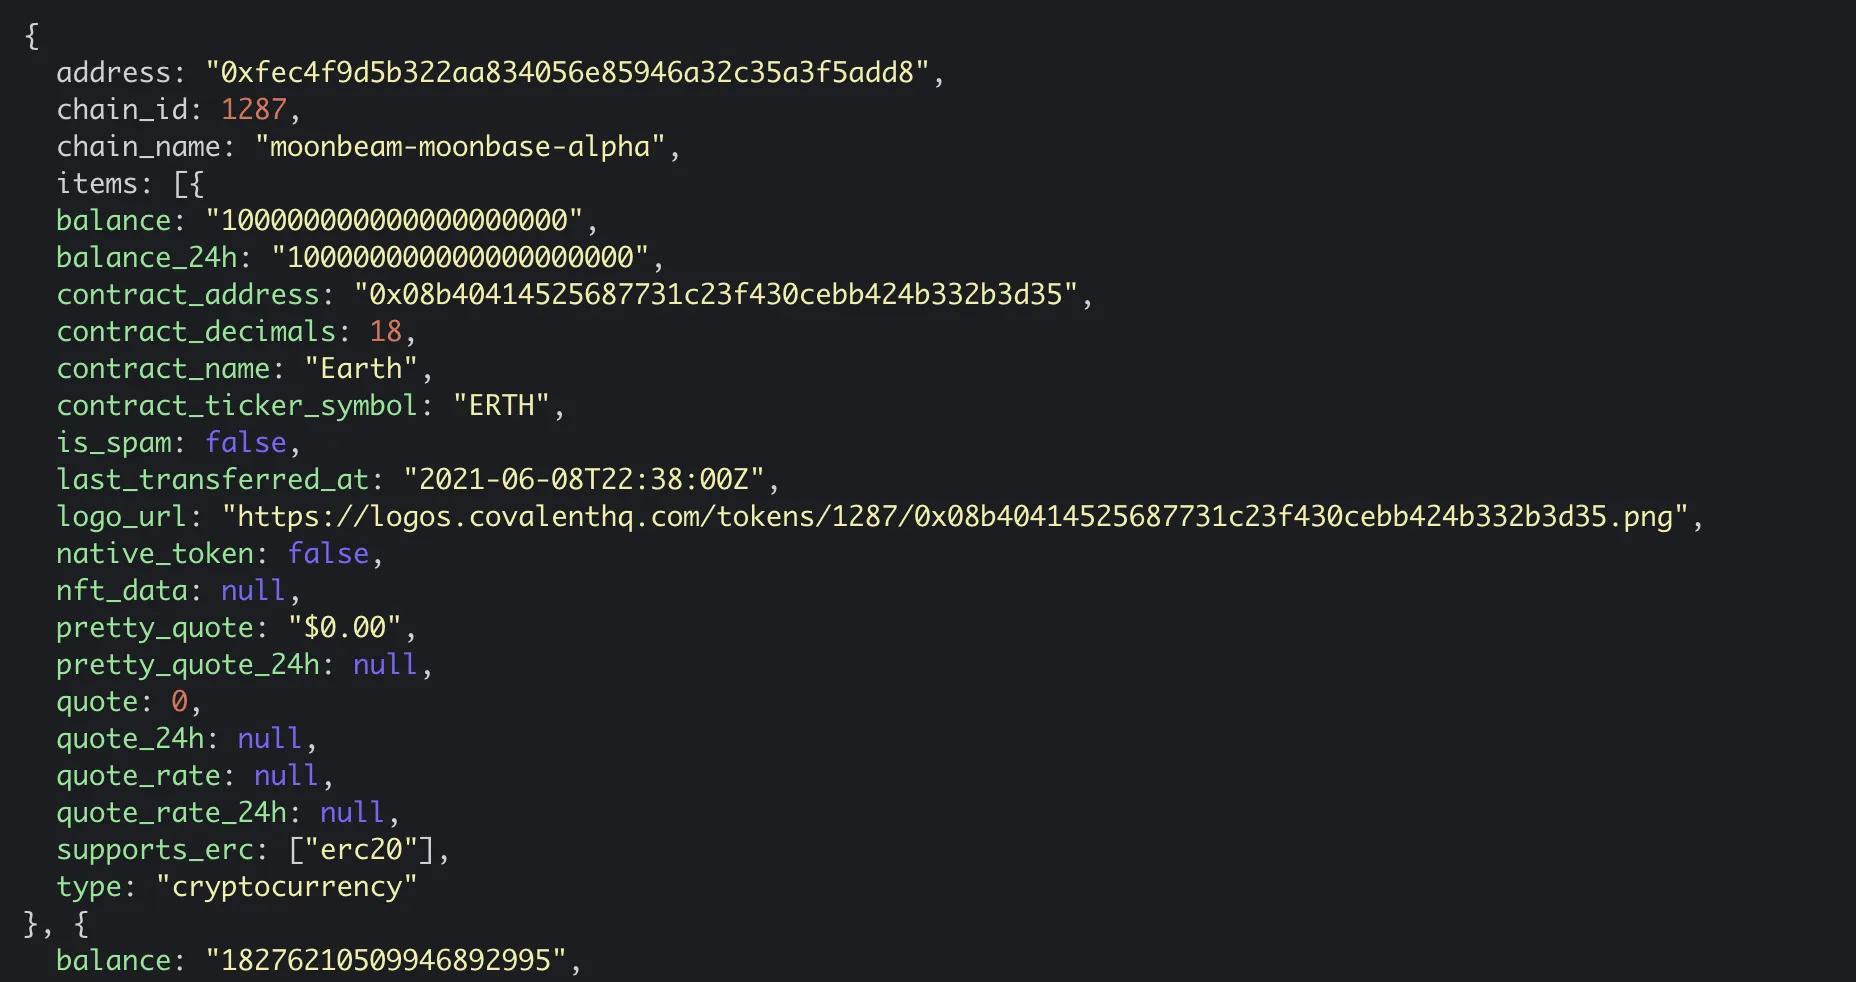 {
address: "0xfec4f9d5b322aa834056e85946a32c35a3f5add8",
chain_id: 1287,
chain_name: "moonbeam-moonbase-alpha",
items: [{
balance: "100000000000000000000",
balance_24h: "100000000000000000000",
contract_address: "0x08b40414525687731c23f430cebb424b332b3d35",
contract_decimals: 18,
contract_name: "Earth",
contract_ticker_symbol: "ERTH",
is_spam: false,
last_transferred_at: "2021-06-08T22:38:00Z",
logo_url: "https://logos.covalenthq.com/tokens/1287/0x08b40414525687731c23f430cebb424b332b3d35.png",
native_token: false,
nft_data: null,
pretty_quote: "$0.00",
pretty_quote_24h: null,
quote: 0,
quote_24h: null,
quote_rate: null,
quote_rate_24h: null,
supports_erc: ["erc20"],
type: "cryptocurrency"
}, {
balance: "18276210509946892995",